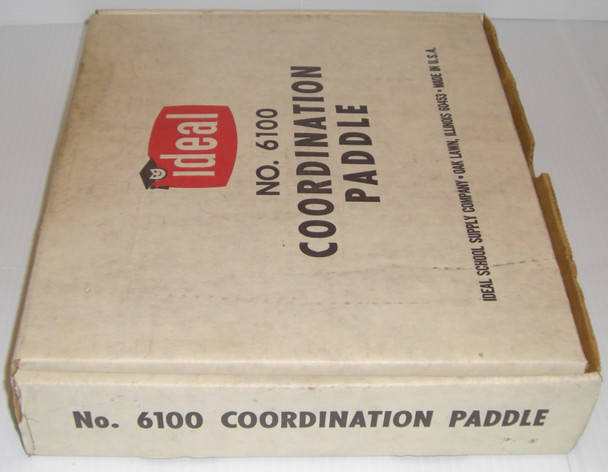 ideal
NO. 6100
COORDINATION
PADDLE
IDEAL SCHOOL SUPPLY COMPANY • OAK LAWN, ILLINOIS 60453 • MADE IN U.S.A.
No. 6100 COORDINATION PADDLE